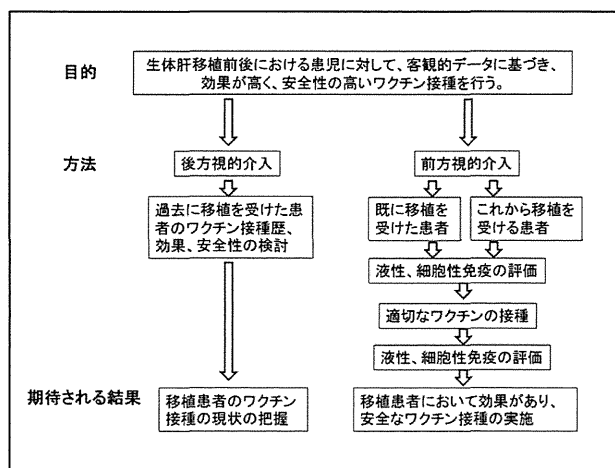 目的
生体肝移植前後における患児に対して、客観的データに基づき、
効果が高く、安全性の高いワクチン接種を行う。
方法
後方視的介入
前方視的介入
過去に移植を受けた患
者のワクチン接種歴、
効果、安全性の検討
既に移植を
受けた患者
これから移植を
受ける患者
液性、細胞性免疫の評価
適切なワクチンの接種
液性、細胞性免疫の評価
期待される結果
移植患者のワクチン
接種の現状の把握
移植患者において効果があり、
安全なワクチン接種の実施